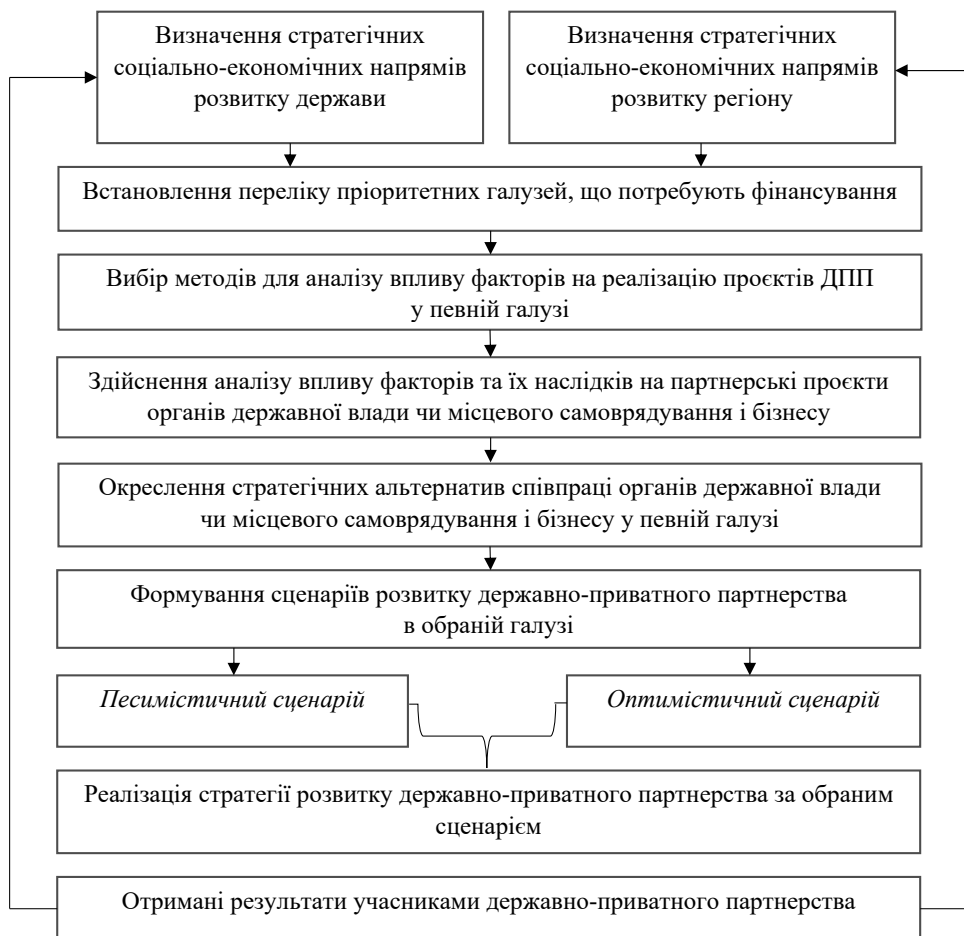 Визначення стратегічних
соціально-економічних напрямів
розвитку держави
Визначення стратегічних
соціально-економічних напрямів
розвитку регіону
Встановлення переліку пріоритетних галузей, що потребують фінансування
Вибір методів для аналізу впливу факторів на реалізацію проєктів ДПП
у певній галузі
Здійснення аналізу впливу факторів та їх наслідків на партнерські проєкти
органів державної влади чи місцевого самоврядування і бізнесу
Окреслення стратегічних альтернатив співпраці органів державної влади
чи місцевого самоврядування і бізнесу у певній галузі
Формування сценаріїв розвитку державно-приватного партнерства
в обраній галузі
Песимістичний сценарій
Оптимістичний сценарій
Реалізація стратегії розвитку державно-приватного партнерства за обраним
сценарієм
Отримані результати учасниками державно-приватного партнерства